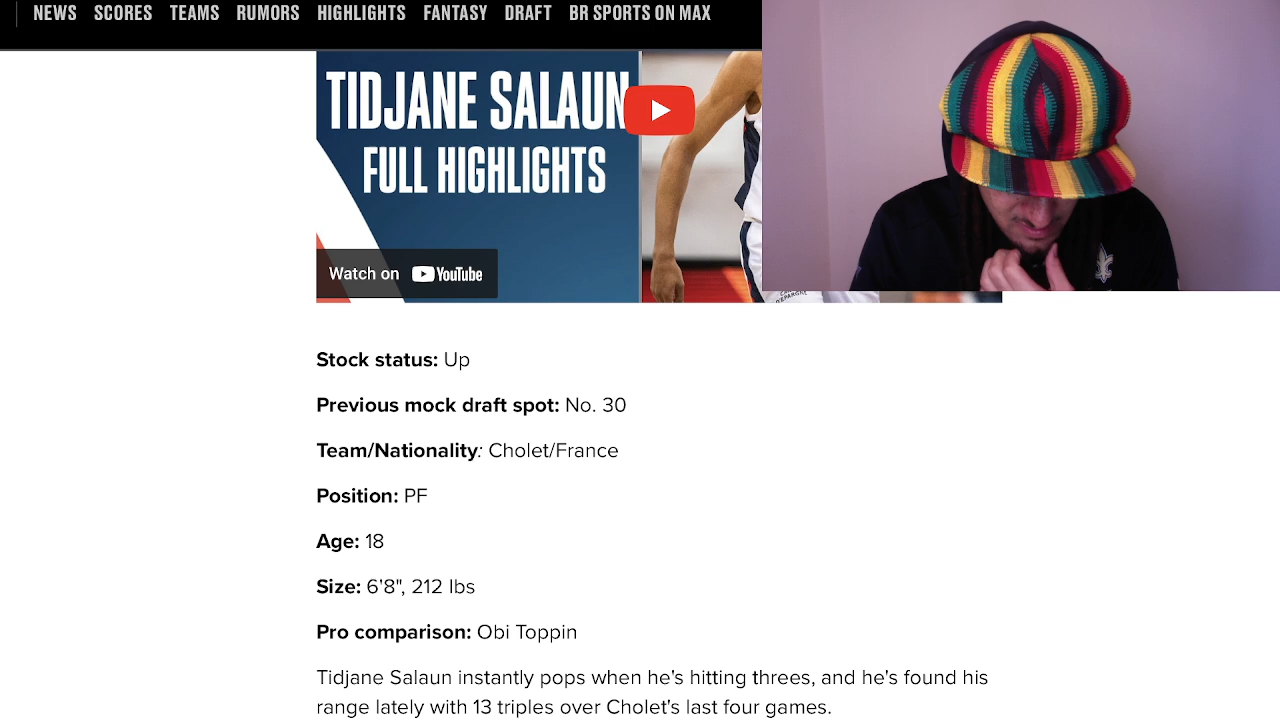 NEWS SCORES TEAMS RUMORS HIGHLIGHTS FANTASY DRAFT BR SPORTS ON MAX
TIDJANE SALAUN
FULL HIGHLIGHTS
Watch on YouTube
Stock status: Up
Previous mock draft spot: No. 30
Team/Nationality: Cholet/France
Position: PF
Age: 18
Size: 6'8", 212 lbs
Pro comparison: Obi Toppin
Tidjane Salaun instantly pops when he's hitting threes, and he's found his
range lately with 13 triples over Cholet's last four games.